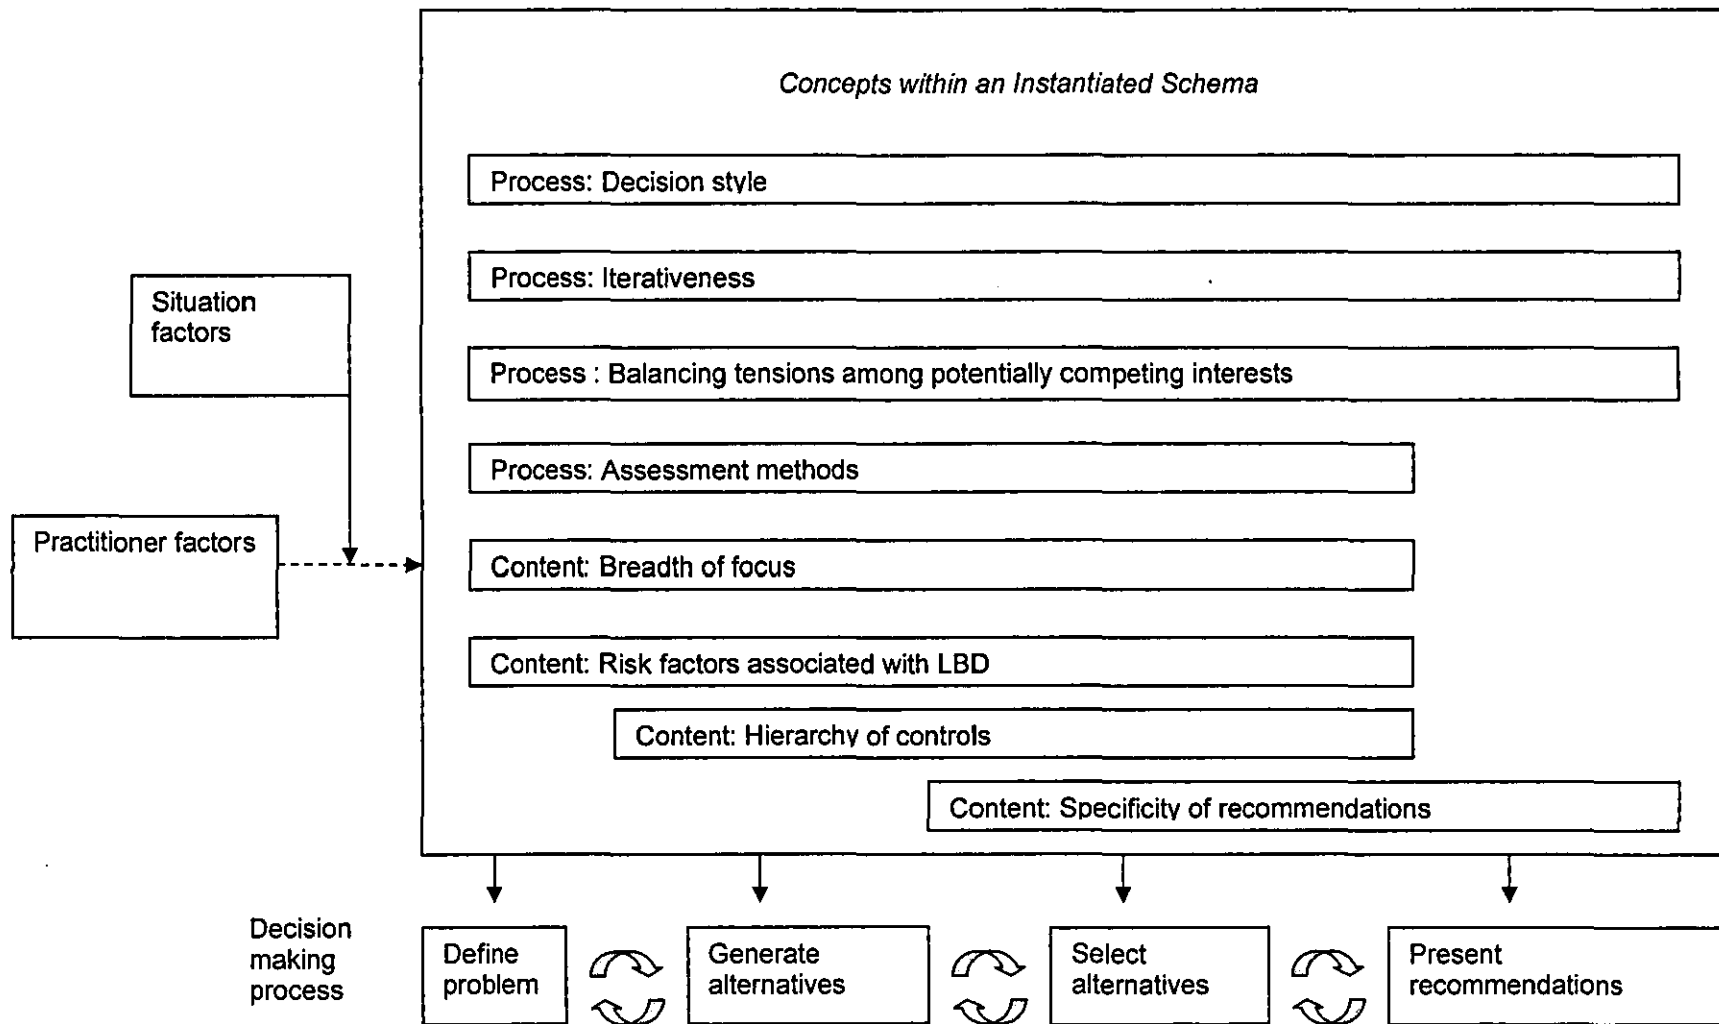 Concepts within an Instantiated Schema
Process: Decision style
Process: Iterativeness
Situation
factors
Process : Balancing tensions among potentially competing interests
Process: Assessment methods
Practitioner factors
Content: Breadth of focus
Content: Risk factors associated with LBD
Content: Hierarchy of controls
Content: Specificity of recommendations
Decision
making
process
Define
problem
Generate
alternatives
Select
alternatives
Present
recommendations